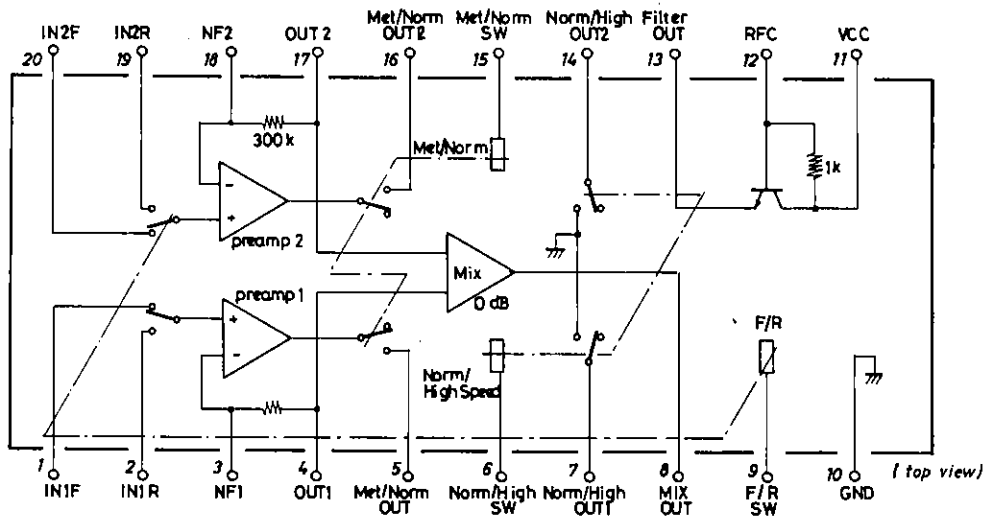 Met/Norm Met/Norm Norm/High Filter
IN2F IN2R NF2 OUT 2 OUT2 SW OUT2 OUT RFC VCC
20 19 18 17 16 15 14 13 12 11
300k
Met/Norm
1k
preamp 2
Mix
0 dB
preamp 1
F/R
Norm/
High Speed
1 2 3 4 5 6 7 8 9 10
(top view)
IN1F IN1R NF1 OUT1 Met/Norm Norm/High Norm/High MIX F/R GND
OUT SW OUT1 OUT SW